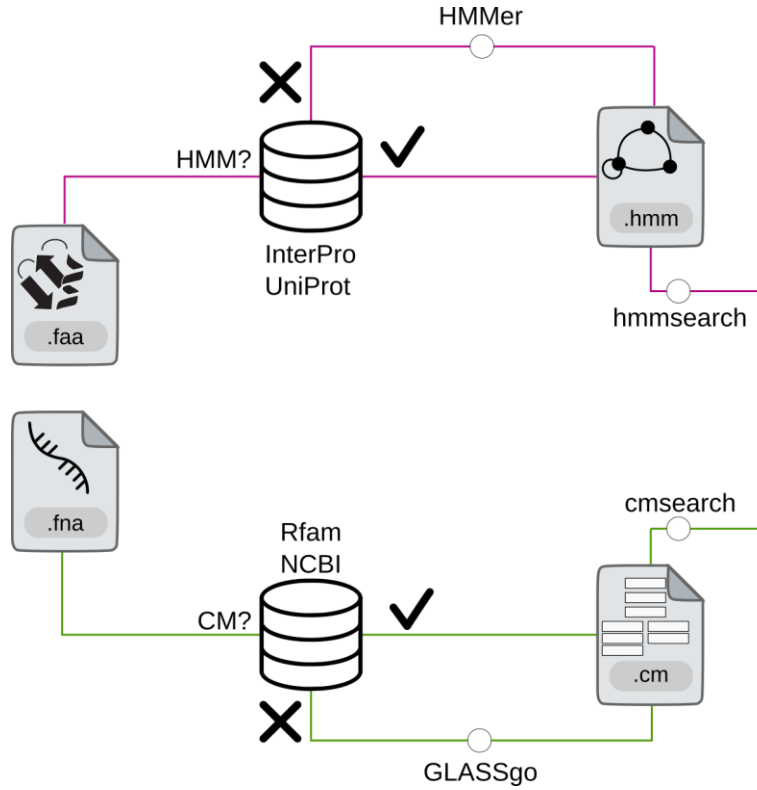 HMMer
HMM?
InterPro
UniProt
.hmm
hmmsearch
.faa
.fna
Rfam
NCBI
cmsearch
CM?
.cm
GLASSgo